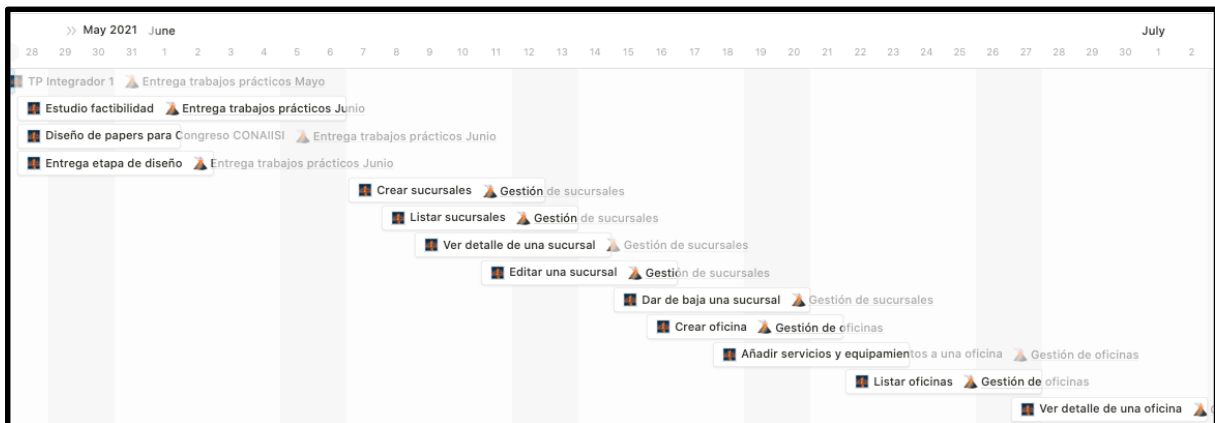 May 2021 June July
28 29 30 31 1 2 3 4 5 6 7 8 9 10 11 12 13 14 15 16 17 18 19 20 21 22 23 24 25 26 27 28 29 30 1 2
TP Integrador 1 Entrega trabajos prácticos Mayo
Estudio factibilidad Entrega trabajos prácticos Junio
Diseño de papers para Congreso CONAIISI Entrega trabajos prácticos Junio
Entrega etapa de diseño Entrega trabajos prácticos Junio
Crear sucursales Gestión de sucursales
Listar sucursales Gestión de sucursales
Ver detalle de una sucursal Gestión de sucursales
Editar una sucursal Gestión de sucursales
Dar de baja una sucursal Gestión de sucursales
Crear oficina Gestión de oficinas
Añadir servicios y equipamientos a una oficina Gestión de oficinas
Listar oficinas Gestión de oficinas
Ver detalle de una oficina